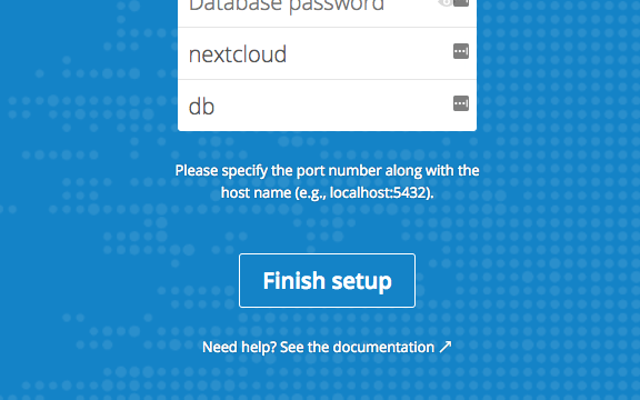 Database password
nextcloud
db
Please specify the port number along with the
host name (e.g., localhost:5432).
Finish setup
Need help? See the documentation ↗